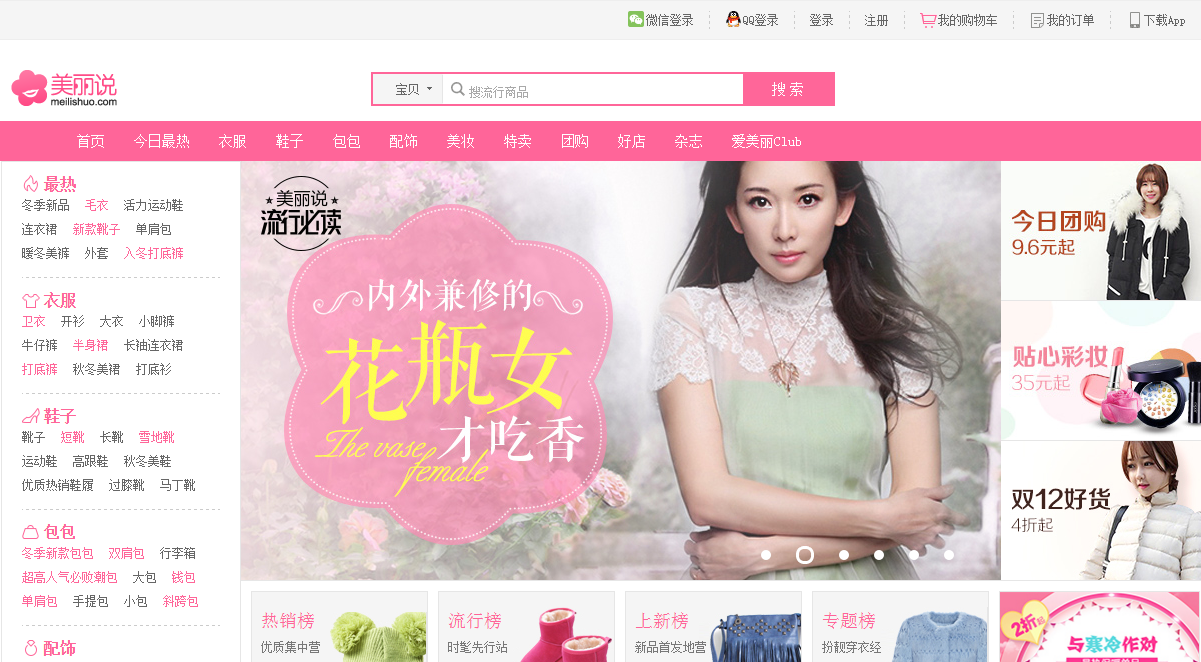 微信登录 QQ登录 登录 注册 我的购物车 我的订单 下载App
美丽说
meilishuo.com
宝贝 搜流行商品 搜索
首页 今日最热 衣服 鞋子 包包 配饰 美妆 特卖 团购 好店 杂志 爱美丽Club
最热
冬季新品 毛衣 活力运动鞋
连衣裙 新款靴子 单肩包
暖冬美裤 外套 入冬打底裤
衣服
卫衣 开衫 大衣 小脚裤
牛仔裤 半身裙 长袖连衣裙
打底裤 秋冬美裙 打底衫
鞋子
靴子 短靴 长靴 雪地靴
运动鞋 高跟鞋 秋冬美鞋
优质热销鞋履 过膝靴 马丁靴
包包
冬季新款包包 双肩包 行李箱
超高人气必败潮包 大包 钱包
单肩包 手提包 小包 斜挎包
配饰
美丽说
流行必读
内外兼修的
花瓶女
才吃香
The vase
female
今日团购
9.6元起
贴心彩妆
35元起
双12好货
4折起
热销榜
优质集中营
流行榜
时髦先行站
上新榜
新品首发地营
专题榜
扮靓穿衣经
2折起
与寒冷作对